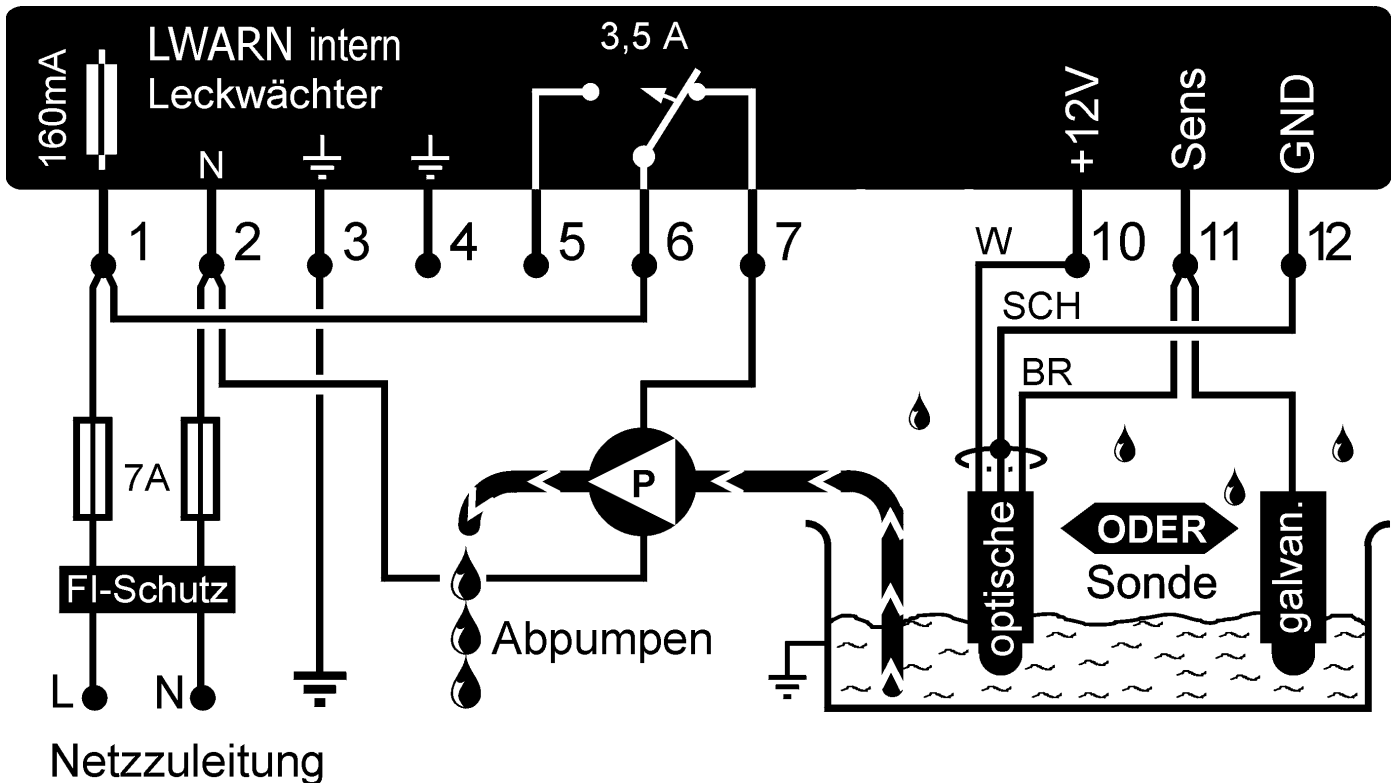 LWARN intern
Leckwächter
160mA
3,5 A
N
+12V
Sens
GND
1
2
3
4
5
6
7
10
11
12
W
SCH
BR
7A
P
optische
ODER
Sonde
galvan.
FI-Schutz
Abpumpen
L
N
Netzzuleitung